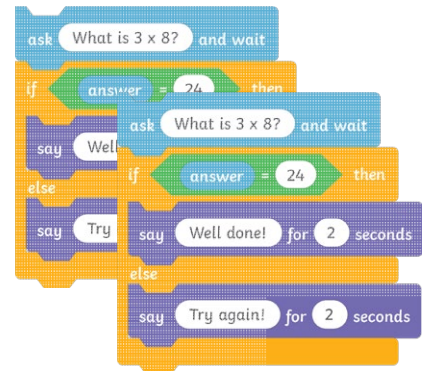 ask What is 3 x 8? and wait
if answer = 24 then
say Well
else
say Try
ask What is 3 x 8? and wait
if answer = 24 then
say Well done! for 2 seconds
else
say Try again! for 2 seconds